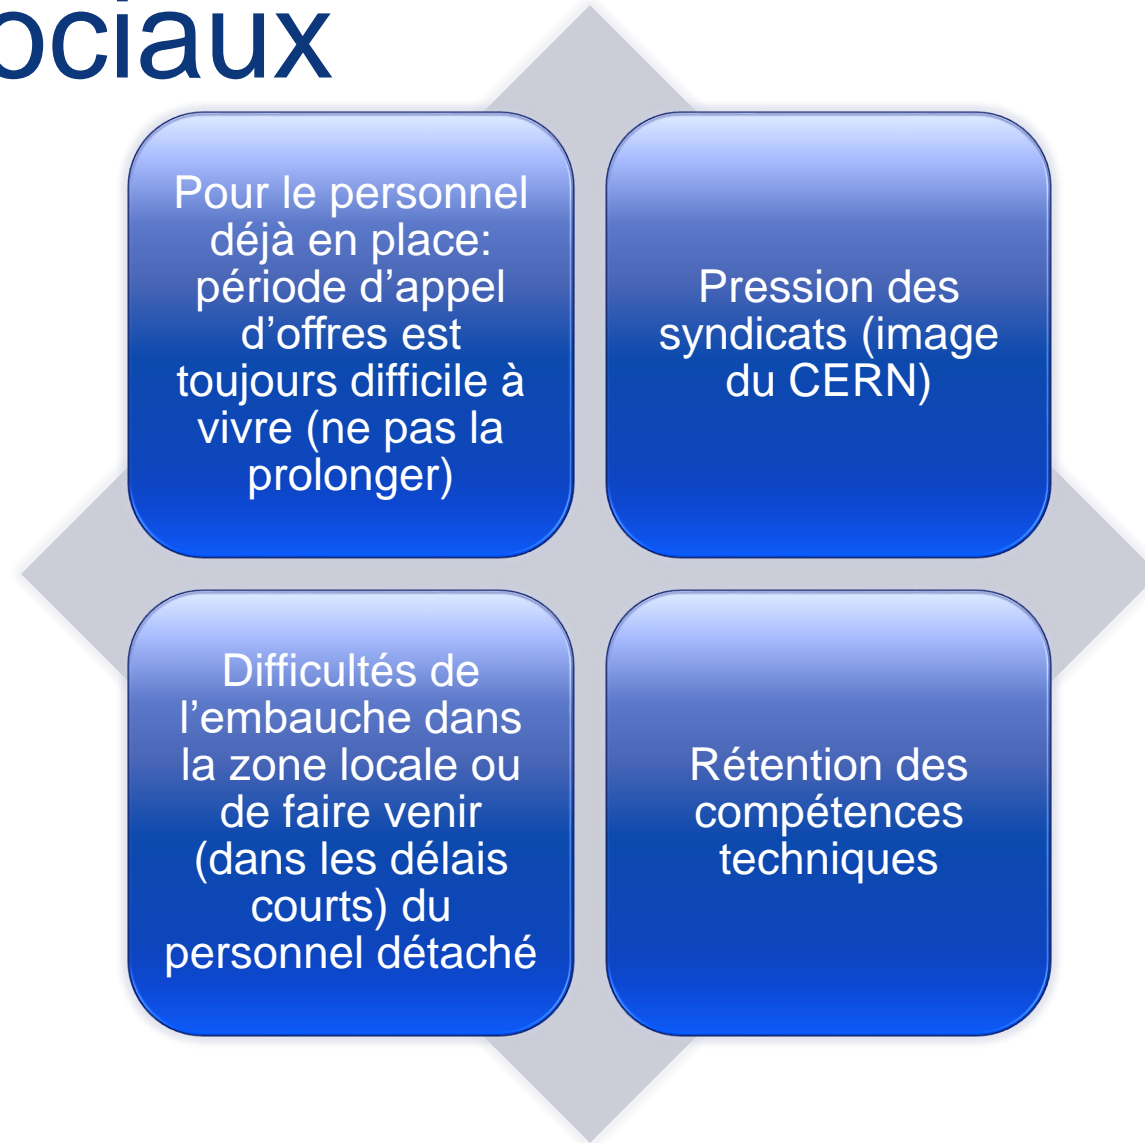 ociaux
Pour le personnel
déjà en place:
période d’appel
d’offres est
toujours difficile à
vivre (ne pas la
prolonger)
Pression des
syndicats (image
du CERN)
Difficultés de
l’embauche dans
la zone locale ou
de faire venir
(dans les délais
courts) du
personnel détaché
Rétention des
compétences
techniques